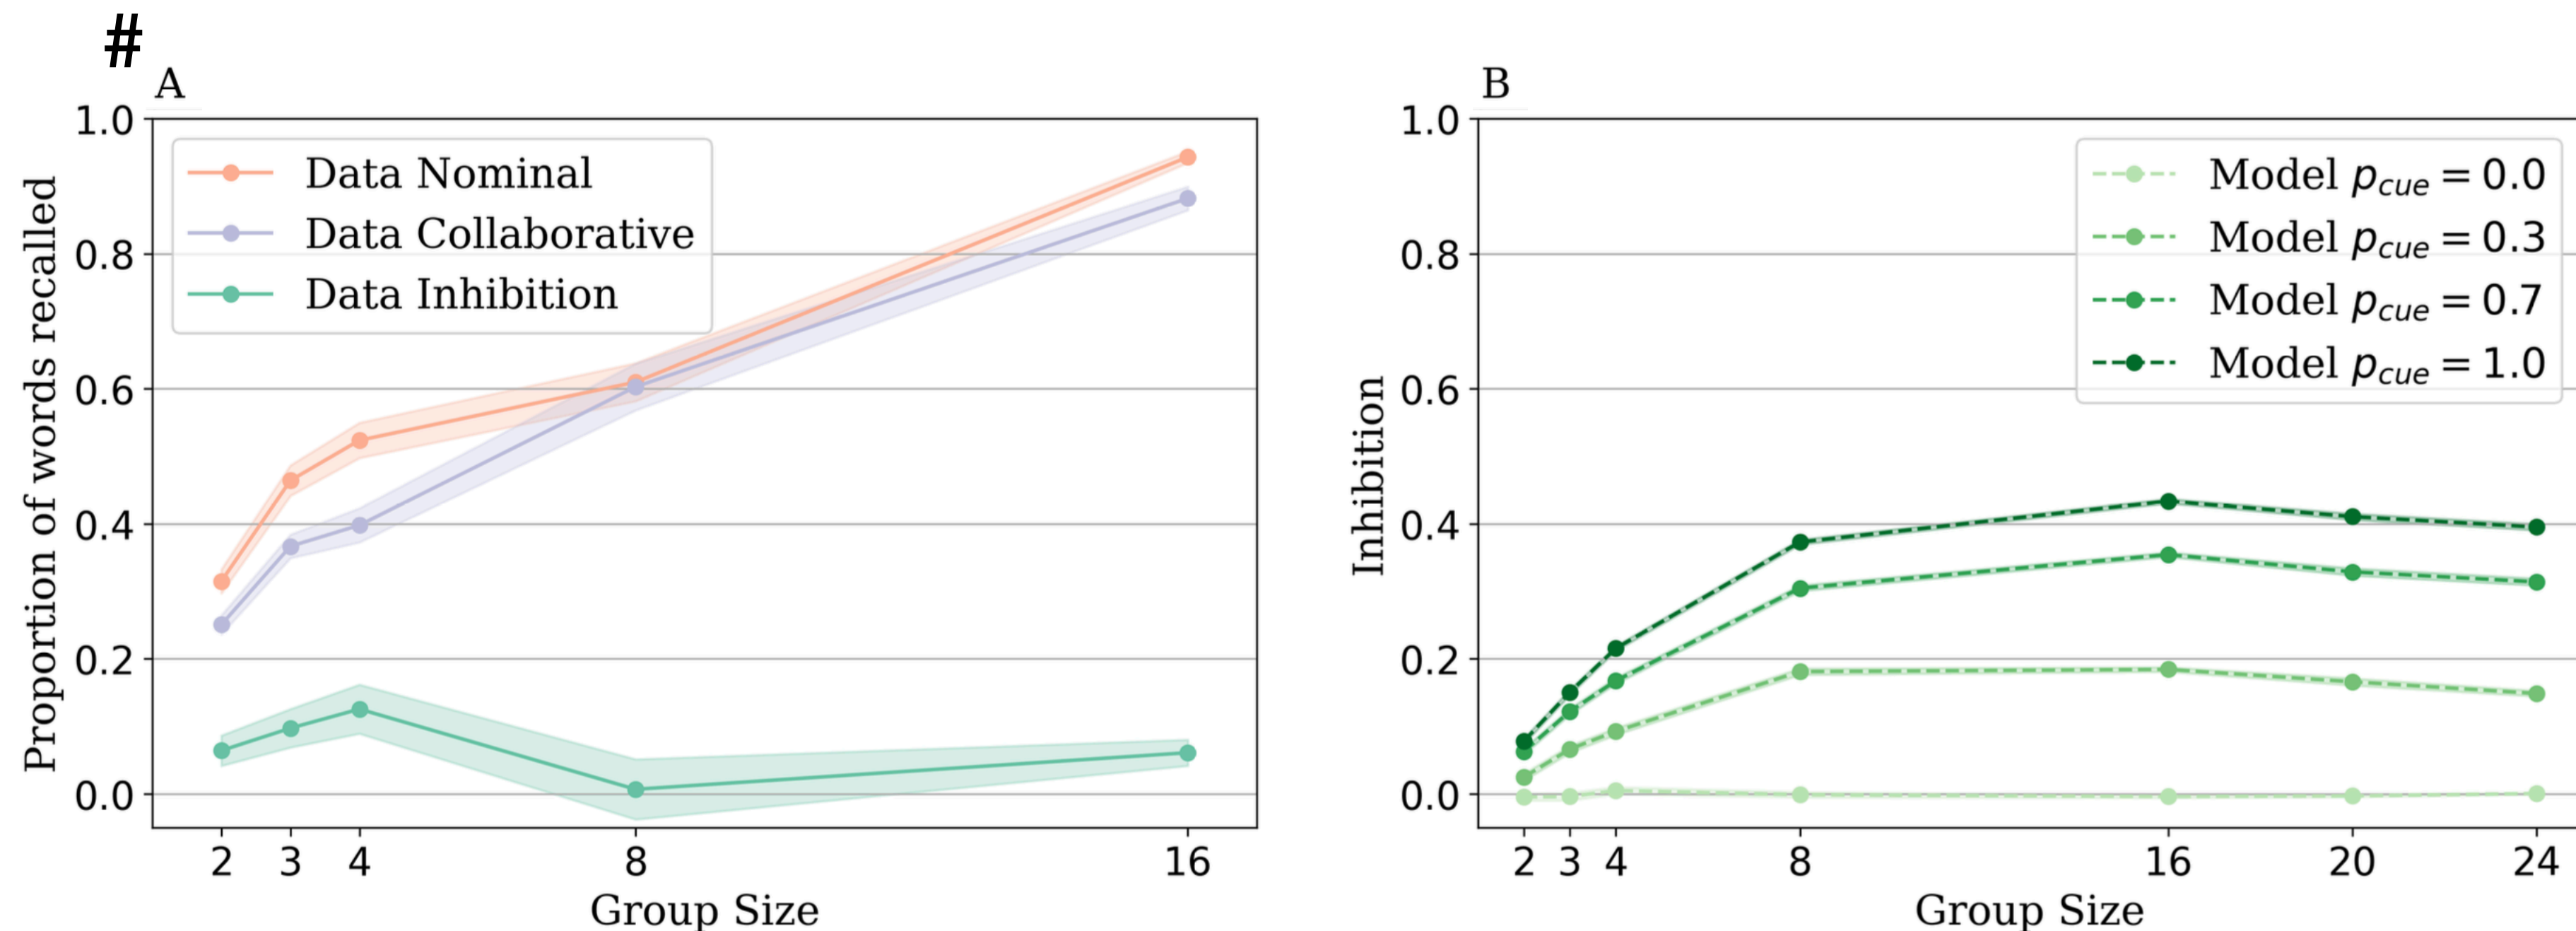 #
A
1.0
0.8
0.6
0.4
0.2
0.0
Proportion of words recalled
Data Nominal
Data Collaborative
Data Inhibition
2 3 4 8 16
Group Size
B
1.0
0.8
0.6
0.4
0.2
0.0
Inhibition
Model p_cue = 0.0
Model p_cue = 0.3
Model p_cue = 0.7
Model p_cue = 1.0
2 3 4 8 16 20 24
Group Size